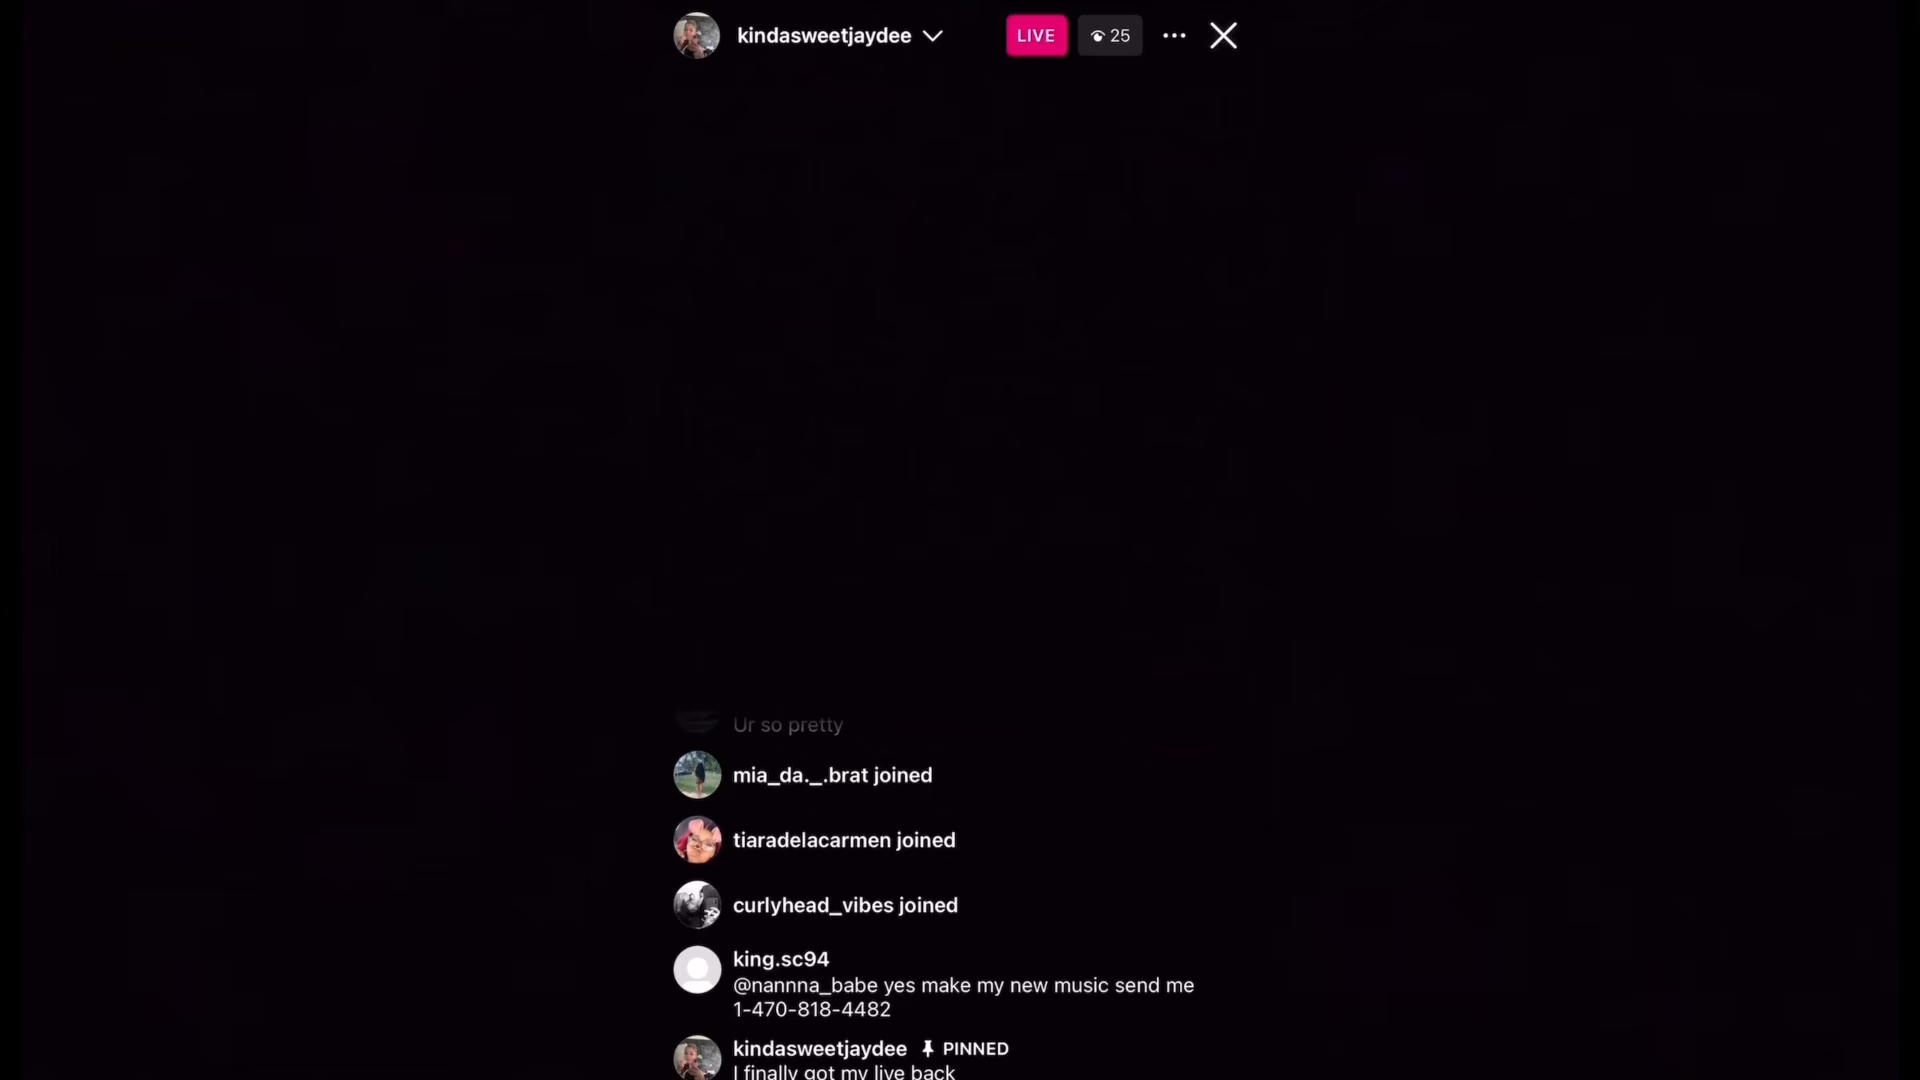 kindasweetjaydee
LIVE
25
Ur so pretty
mia_da._.brat joined
tiaradelacarmen joined
curlyhead_vibes joined
king.sc94
@nannna_babe yes make my new music send me
1-470-818-4482
kindasweetjaydee PINNED
I finally got my live back